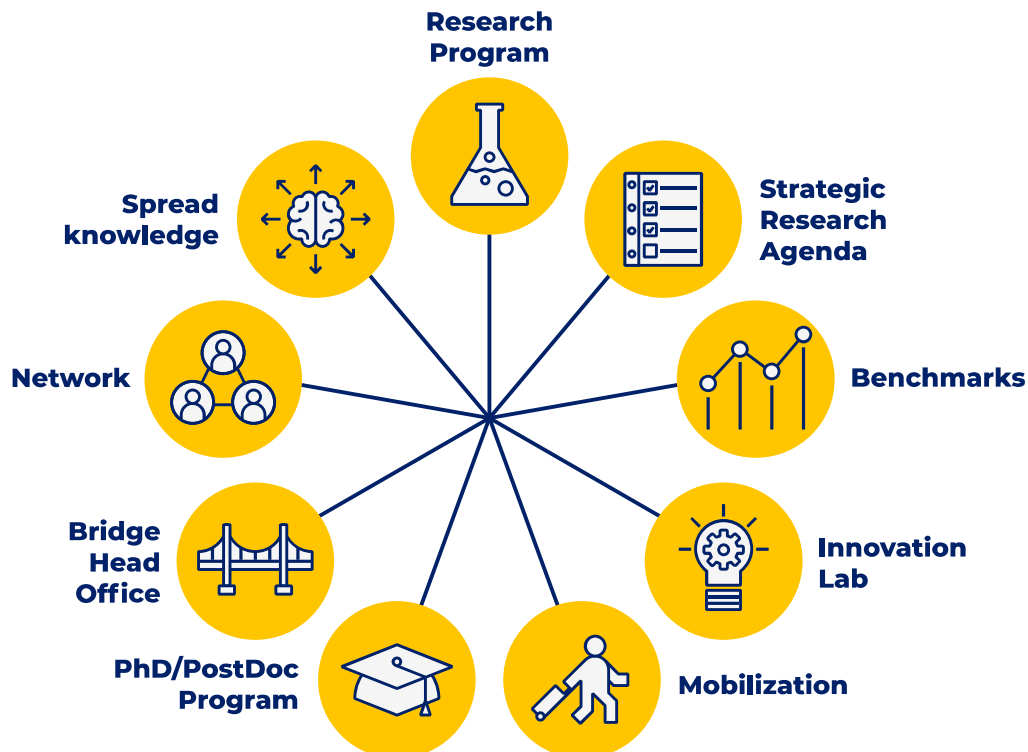 Research
Program
Strategic
Research
Agenda
Benchmarks
Innovation
Lab
Mobilization
PhD/PostDoc
Program
Bridge
Head
Office
Network
Spread
knowledge